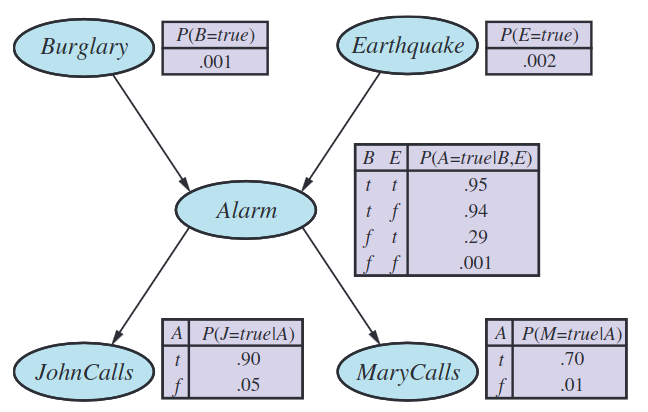 Burglary
P(B=true)
.001
Earthquake
P(E=true)
.002
Alarm
B E P(A=true|B,E)
t t .95
t f .94
f t .29
f f .001
JohnCalls
A P(J=true|A)
t .90
f .05
MaryCalls
A P(M=true|A)
t .70
f .01